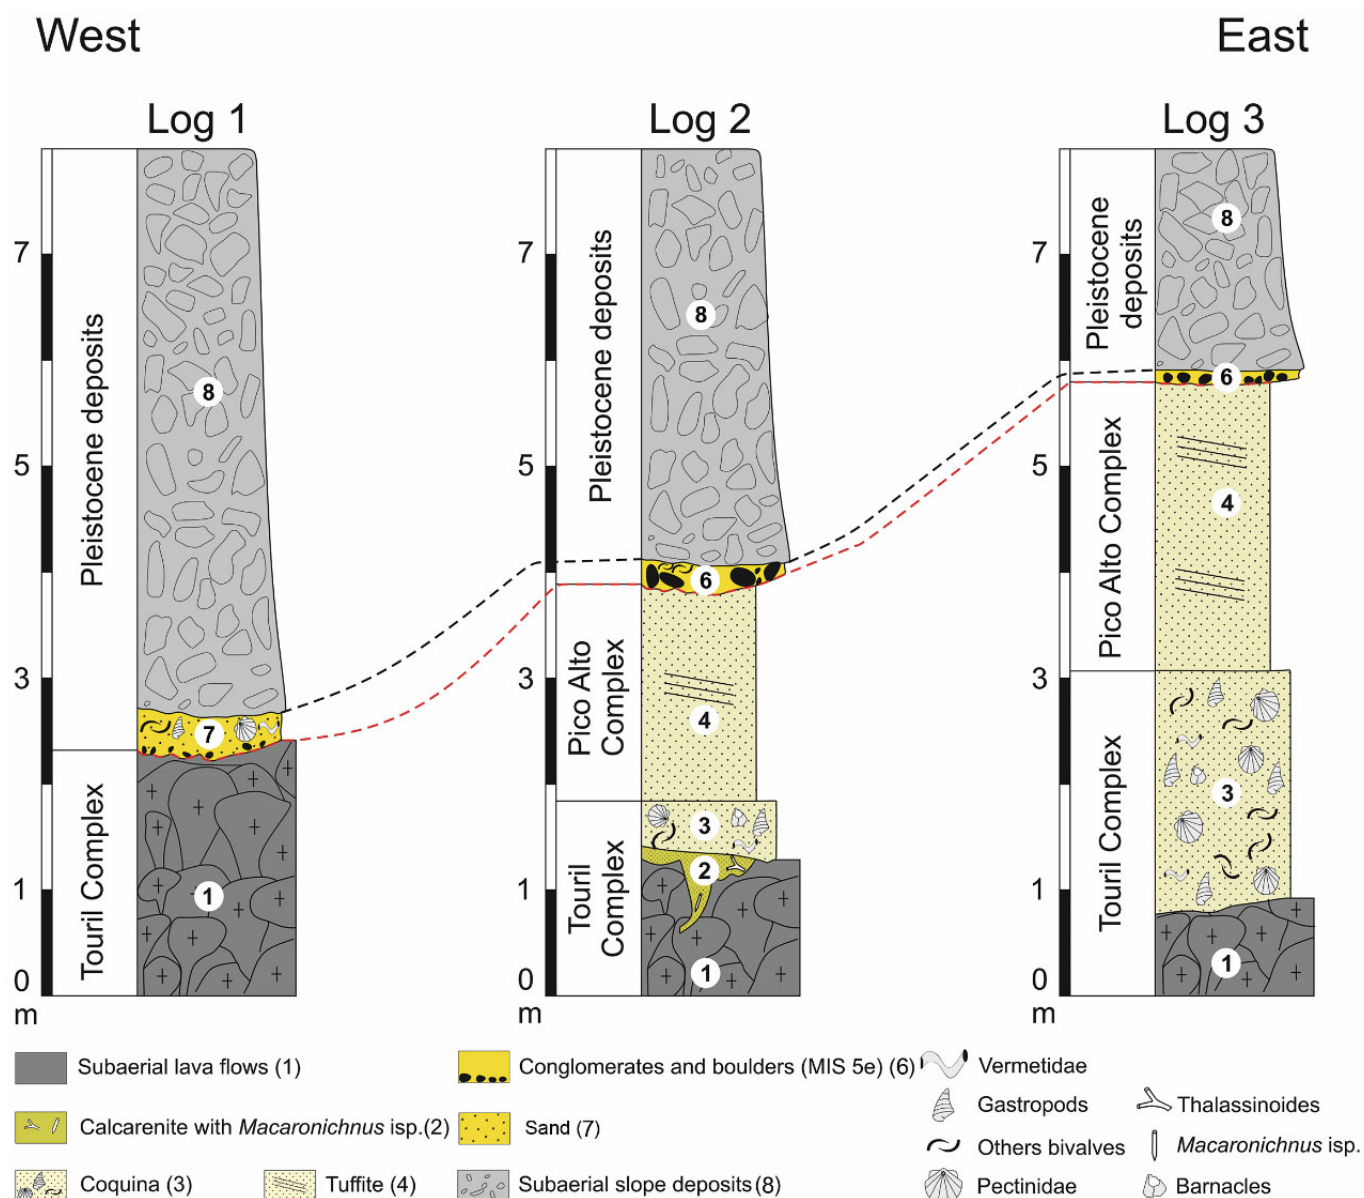 West
East
Log 1
Log 2
Log 3
7
5
3
1
0
m
Pleistocene deposits
Touril Complex
8
7
1
7
5
3
1
0
m
Pleistocene deposits
Pico Alto
Complex
Touril
Complex
8
6
4
3
2
1
7
5
3
1
0
m
Pleistocene
deposits
Pico Alto Complex
Touril Complex
8
6
4
3
1
Subaerial lava flows (1)
Conglomerates and boulders (MIS 5e) (6)
Vermetidae
Gastropods
Thalassinoides
Calcarenite with Macaronichnus isp.(2)
Sand (7)
Others bivalves
Macaronichnus isp.
Coquina (3)
Tuffite (4)
Subaerial slope deposits (8)
Pectinidae
Barnacles